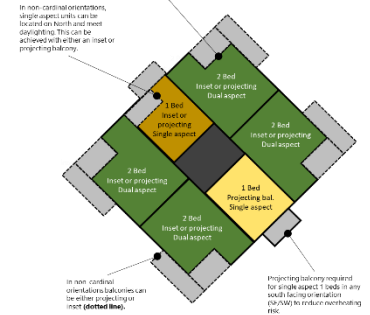 In non-cardinal orientations,
single aspect units can be
located on North and meet
daylighting. This can be
achieved with either an inset or
projecting balcony.
2 Bed
Inset or projecting
Dual aspect
1 Bed
Inset or
projecting
Single aspect
2 Bed
Inset or projecting
Dual aspect
2 Bed
Inset or projecting
Dual aspect
1 Bed
Projecting bal.
Single aspect
2 Bed
Inset or projecting
Dual aspect
In non-cardinal
orientations balconies can
be either projecting or
inset (dotted line).
Projecting balcony required
for single aspect 1 beds in any
south facing orientation
(SE/SW) to reduce overheating
risk.